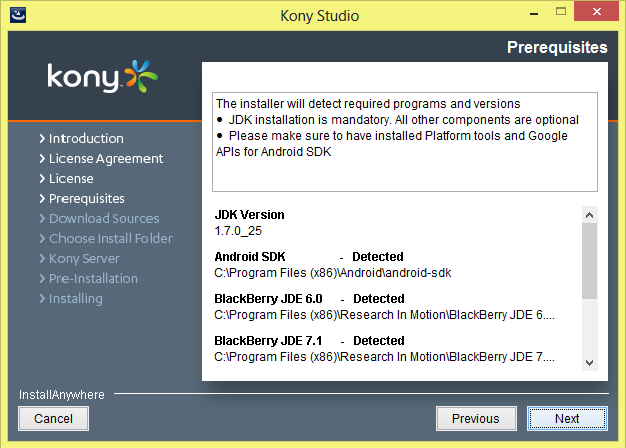 Kony Studio
Prerequisites
kony
The installer will detect required programs and versions
• JDK installation is mandatory. All other components are optional
• Please make sure to have installed Platform tools and Google
APIs for Android SDK
> Introduction
> License Agreement
> License
> Prerequisites
> Download Sources
> Choose Install Folder
> Kony Server
> Pre-Installation
> Installing
JDK Version
1.7.0_25
Android SDK - Detected
C:\Program Files (x86)\Android\android-sdk
BlackBerry JDE 6.0 - Detected
C:\Program Files (x86)\Research In Motion\BlackBerry JDE 6....
BlackBerry JDE 7.1 - Detected
C:\Program Files (x86)\Research In Motion\BlackBerry JDE 7....
InstallAnywhere
Cancel
Previous
Next